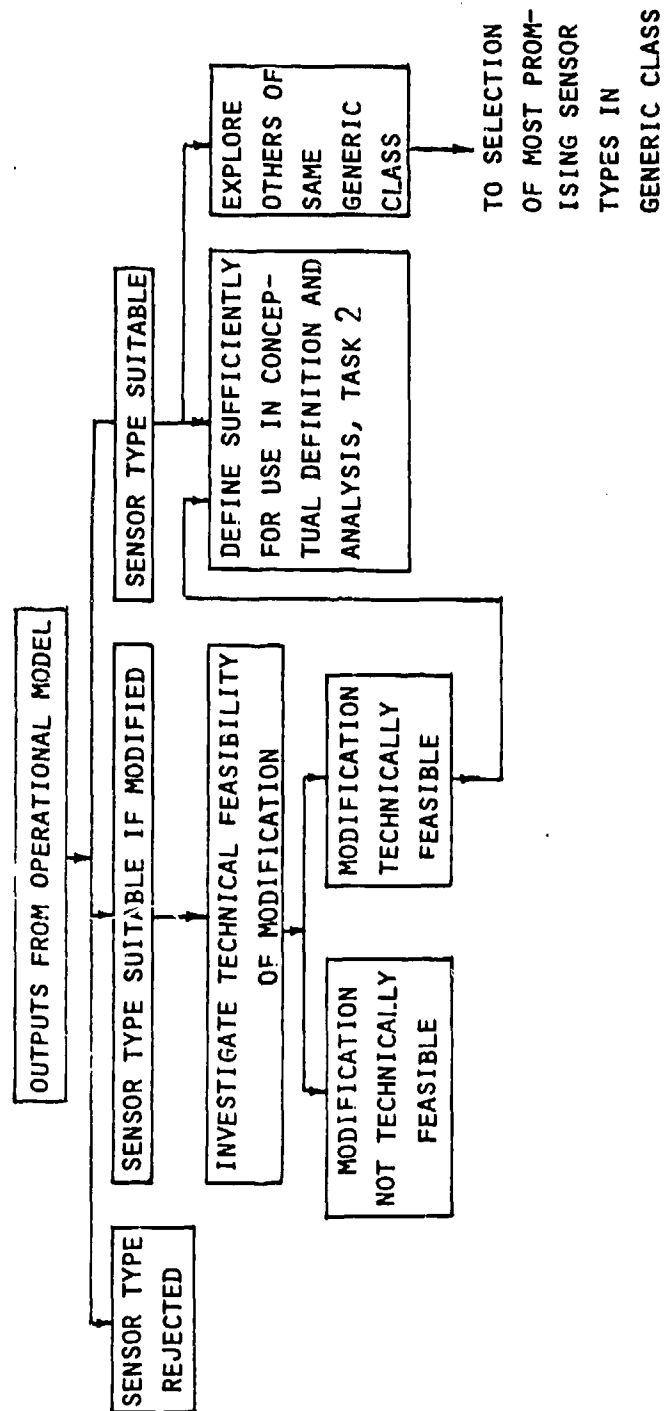 OUTPUTS FROM OPERATIONAL MODEL
SENSOR TYPE
REJECTED
SENSOR TYPE SUITABLE IF MODIFIED
SENSOR TYPE SUITABLE
INVESTIGATE TECHNICAL FEASIBILITY
OF MODIFICATION
DEFINE SUFFICIENTLY
FOR USE IN CONCEP-
TUAL DEFINITION AND
ANALYSIS, TASK 2
EXPLORE
OTHERS OF
SAME
GENERIC
CLASS
MODIFICATION
NOT TECHNICALLY
FEASIBLE
MODIFICATION
TECHNICALLY
FEASIBLE
TO SELECTION
OF MOST PROM-
ISING SENSOR
TYPES IN
GENERIC CLASS